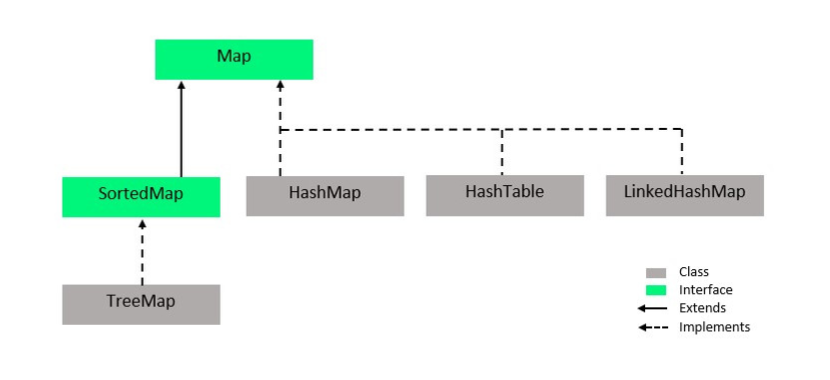 Map
SortedMap
HashMap
HashTable
LinkedHashMap
TreeMap
Class
Interface
Extends
Implements